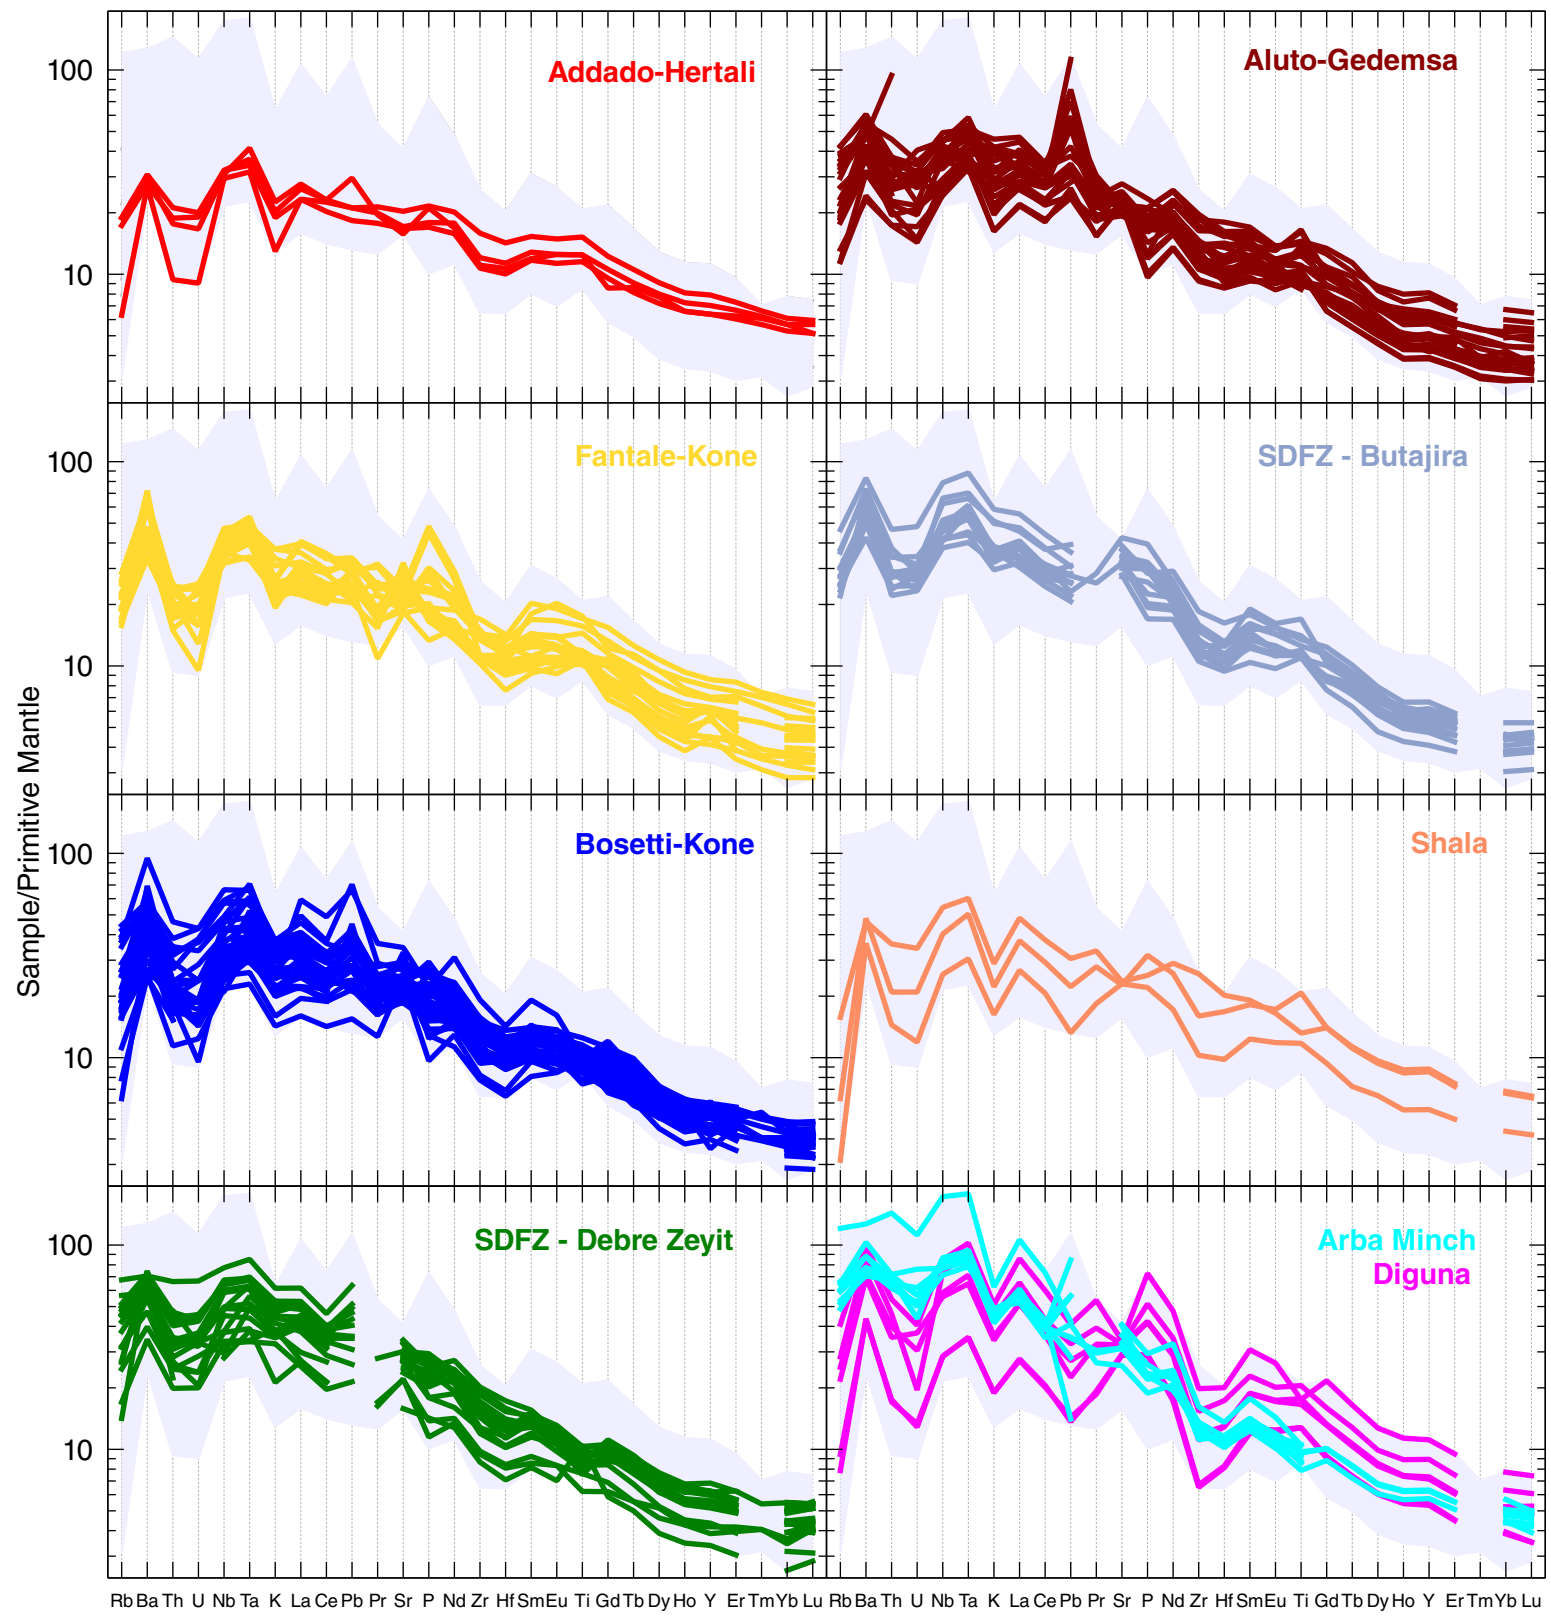 Addado-Hertali
Aluto-Gedemsa
100
10
Fantale-Kone
SDFZ - Butajira
100
10
Sample/Primitive Mantle
Bosetti-Kone
Shala
100
10
SDFZ - Debre Zeyit
Arba Minch
Diguna
100
10
Rb Ba Th U Nb Ta K La Ce Pb Pr Sr P Nd Zr Hf Sm Eu Ti Gd Tb Dy Ho Y Er Tm Yb Lu
Rb Ba Th U Nb Ta K La Ce Pb Pr Sr P Nd Zr Hf Sm Eu Ti Gd Tb Dy Ho Y Er Tm Yb Lu